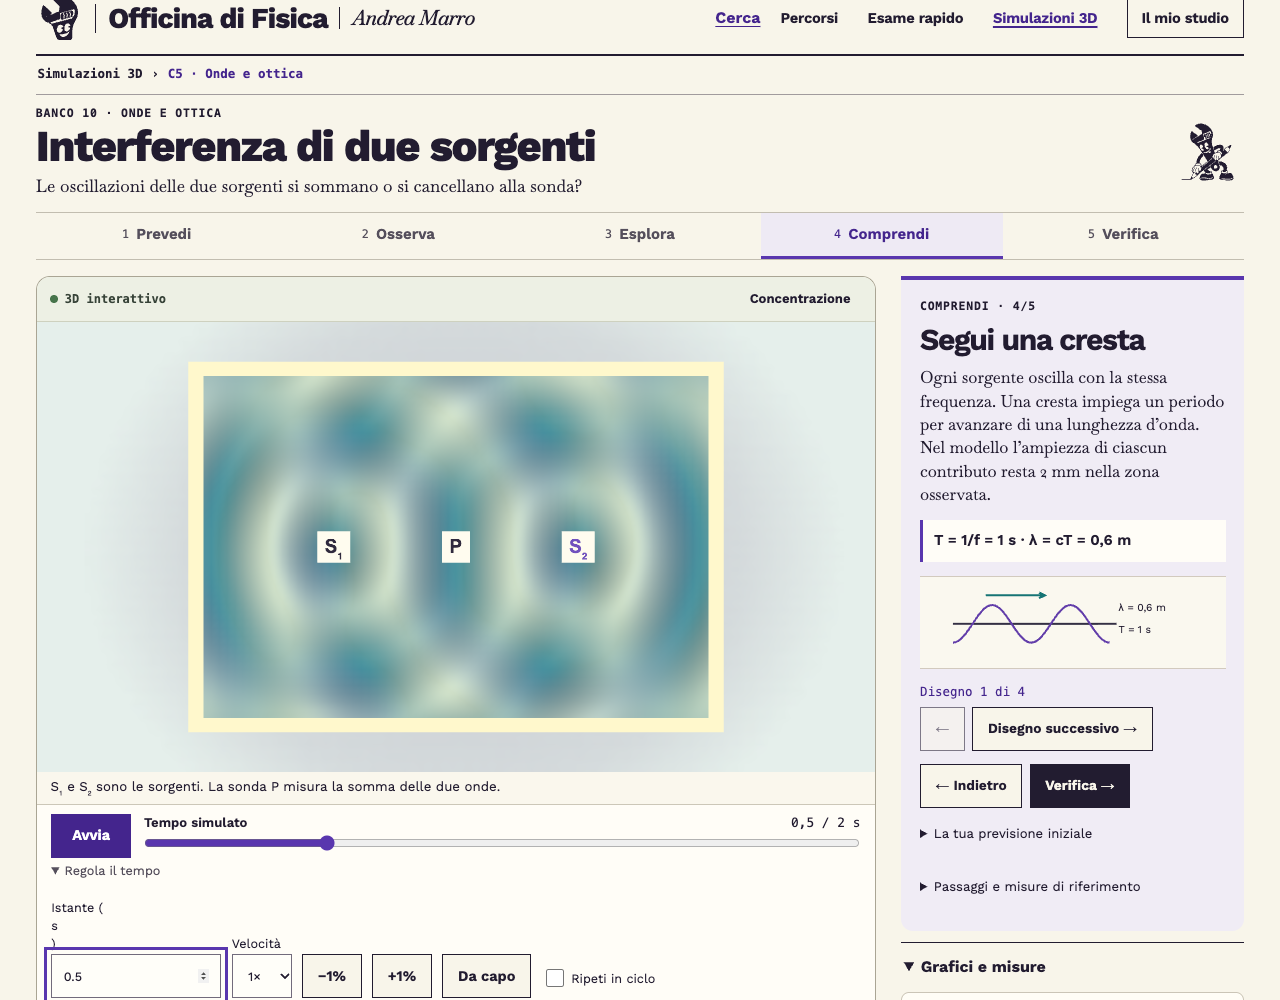 Officina di Fisica
Andrea Marro
Cerca
Percorsi
Esame rapido
Simulazioni 3D
Il mio studio
Simulazioni 3D › C5 · Onde e ottica
BANCO 10 · ONDE E OTTICA
Interferenza di due sorgenti
Le oscillazioni delle due sorgenti si sommano o si cancellano alla sonda?
1 Prevedi
2 Osserva
3 Esplora
4 Comprendi
5 Verifica
3D interattivo
Concentrazione
S₁
P
S₂
S₁ e S₂ sono le sorgenti. La sonda P misura la somma delle due onde.
Avvia
Tempo simulato
0,5 / 2 s
▼ Regola il tempo
Istante (
s
)
Velocità
0.5
1×
−1%
+1%
Da capo
Ripeti in ciclo
COMPRENDI · 4/5
Segui una cresta
Ogni sorgente oscilla con la stessa
frequenza. Una cresta impiega un periodo
per avanzare di una lunghezza d’onda.
Nel modello l’ampiezza di ciascun
contributo resta 2 mm nella zona
osservata.
T = 1/f = 1 s · λ = cT = 0,6 m
λ = 0,6 m
T = 1 s
Disegno 1 di 4
←
Disegno successivo →
← Indietro
Verifica →
▶ La tua previsione iniziale
▶ Passaggi e misure di riferimento
▼ Grafici e misure